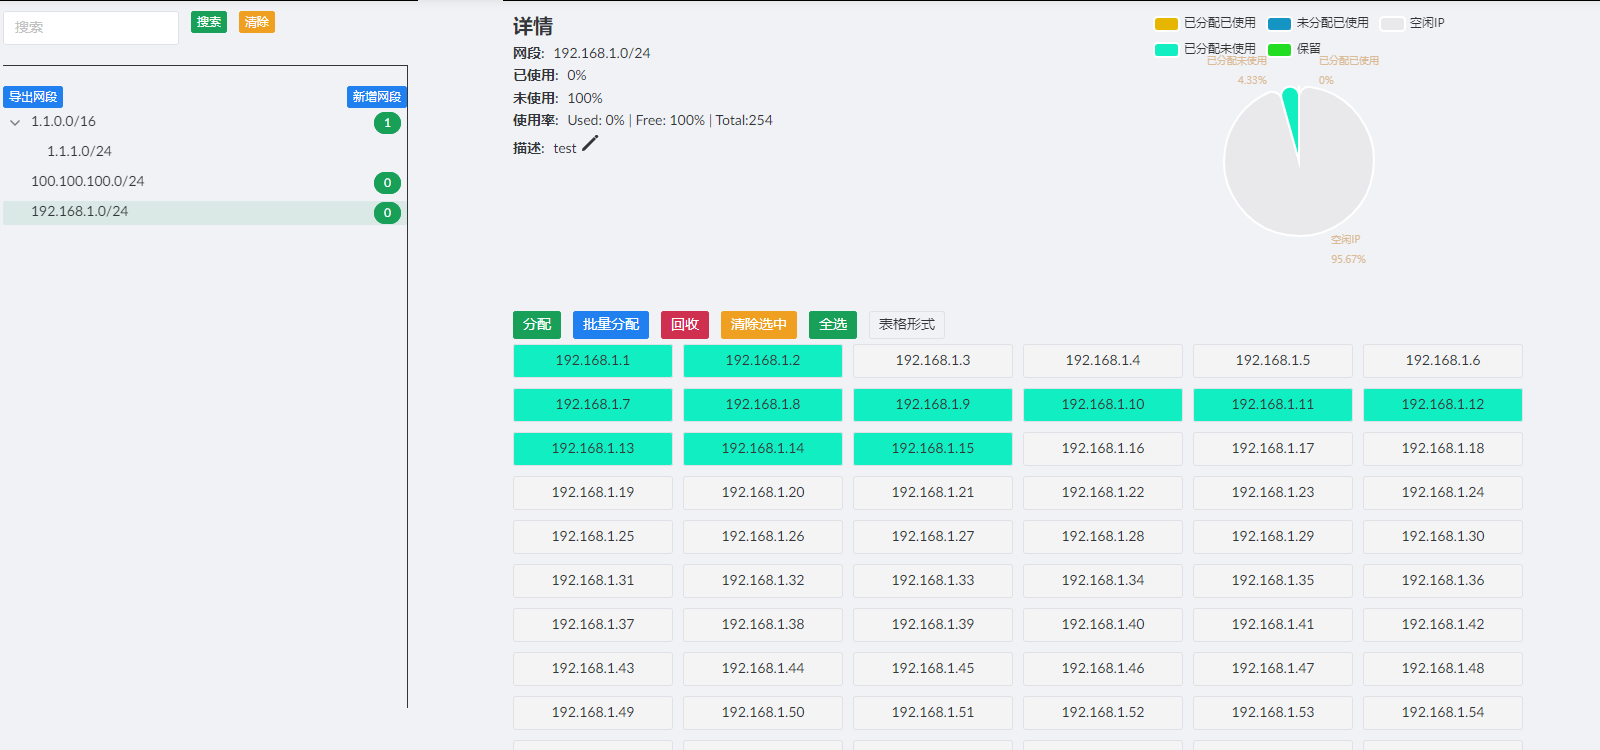 搜索 搜索 清除
导出网段 新增网段
1.1.0.0/16 1
1.1.1.0/24
100.100.100.0/24 0
192.168.1.0/24 0
详情
网段: 192.168.1.0/24
已使用: 0%
未使用: 100%
使用率: Used: 0% | Free: 100% | Total:254
描述: test
已分配已使用 未分配已使用 空闲IP
已分配未使用 保留
已分配未使用 已分配已使用
4.33% 0%
空闲IP
95.67%
分配 批量分配 回收 清除选中 全选 表格形式
192.168.1.1 192.168.1.2 192.168.1.3 192.168.1.4 192.168.1.5 192.168.1.6
192.168.1.7 192.168.1.8 192.168.1.9 192.168.1.10 192.168.1.11 192.168.1.12
192.168.1.13 192.168.1.14 192.168.1.15 192.168.1.16 192.168.1.17 192.168.1.18
192.168.1.19 192.168.1.20 192.168.1.21 192.168.1.22 192.168.1.23 192.168.1.24
192.168.1.25 192.168.1.26 192.168.1.27 192.168.1.28 192.168.1.29 192.168.1.30
192.168.1.31 192.168.1.32 192.168.1.33 192.168.1.34 192.168.1.35 192.168.1.36
192.168.1.37 192.168.1.38 192.168.1.39 192.168.1.40 192.168.1.41 192.168.1.42
192.168.1.43 192.168.1.44 192.168.1.45 192.168.1.46 192.168.1.47 192.168.1.48
192.168.1.49 192.168.1.50 192.168.1.51 192.168.1.52 192.168.1.53 192.168.1.54